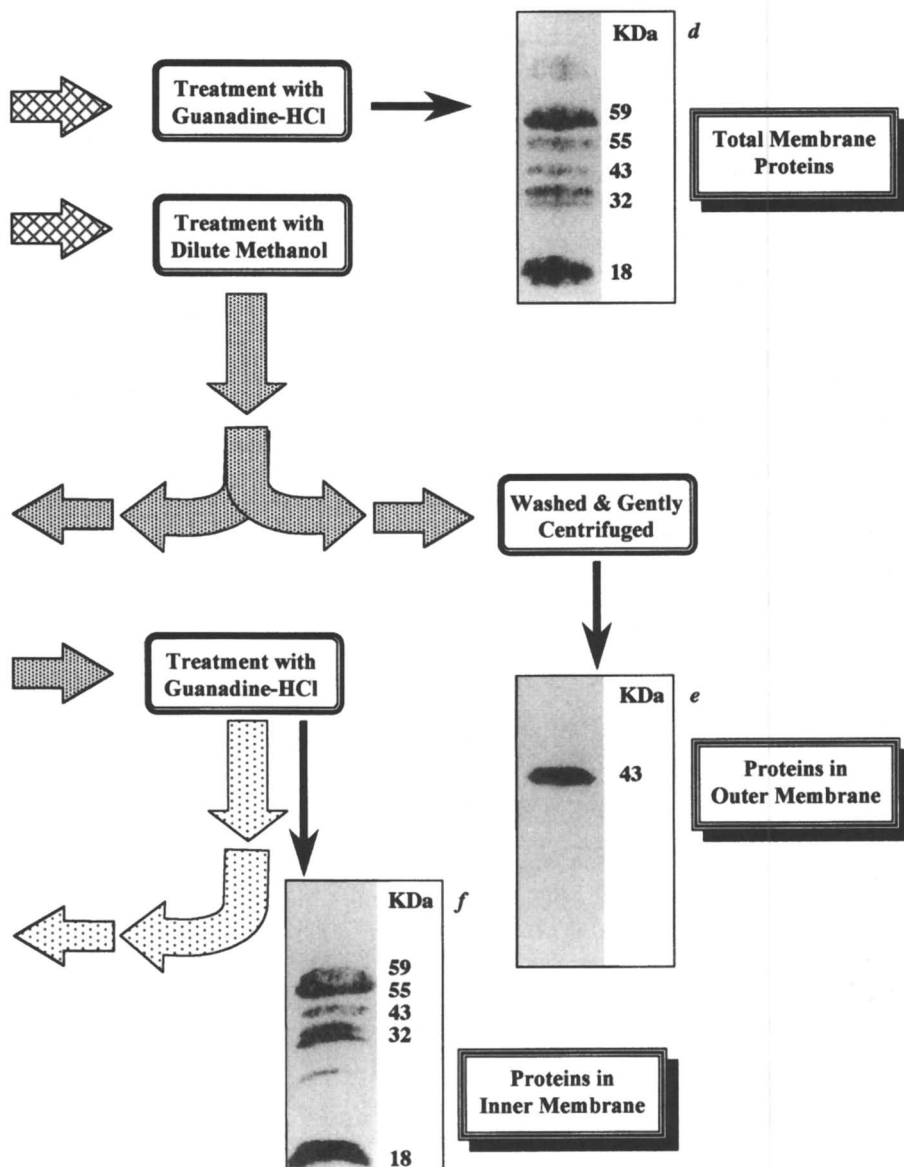 Treatment with
Guanadine-HCl
KDa
d
59
55
43
32
18
Total Membrane
Proteins
Treatment with
Dilute Methanol
Washed & Gently
Centrifuged
Treatment with
Guanadine-HCl
KDa
e
43
Proteins in
Outer Membrane
KDa
f
59
55
43
32
18
Proteins in
Inner Membrane